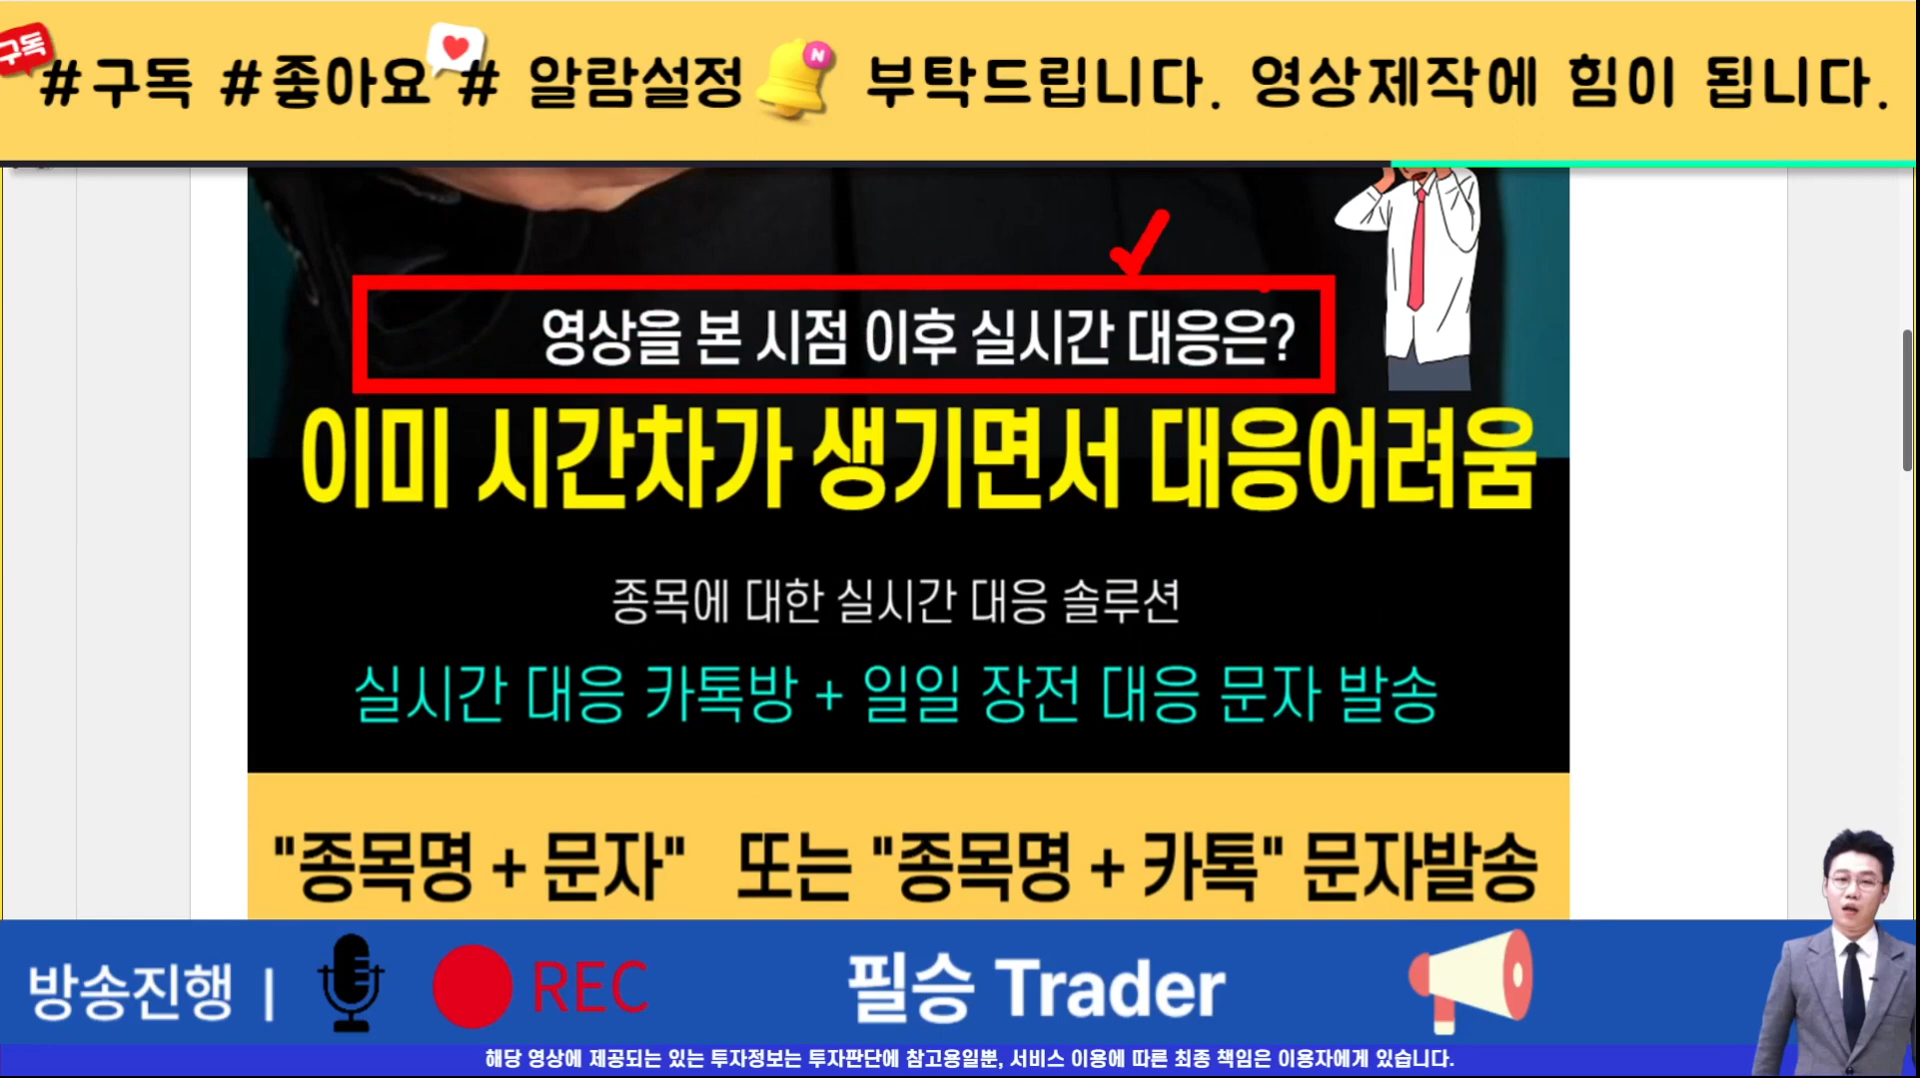 구독
#구독 #좋아요 # 알람설정 N 부탁드립니다. 영상제작에 힘이 됩니다.
영상을 본 시점 이후 실시간 대응은?
이미 시간차가 생기면서 대응어려움
종목에 대한 실시간 대응 솔루션
실시간 대응 카톡방 + 일일 장전 대응 문자 발송
"종목명 + 문자" 또는 "종목명 + 카톡" 문자발송
방송진행 | REC 필승 Trader
해당 영상에 제공되는 있는 투자정보는 투자판단에 참고용일뿐, 서비스 이용에 따른 최종 책임은 이용자에게 있습니다.